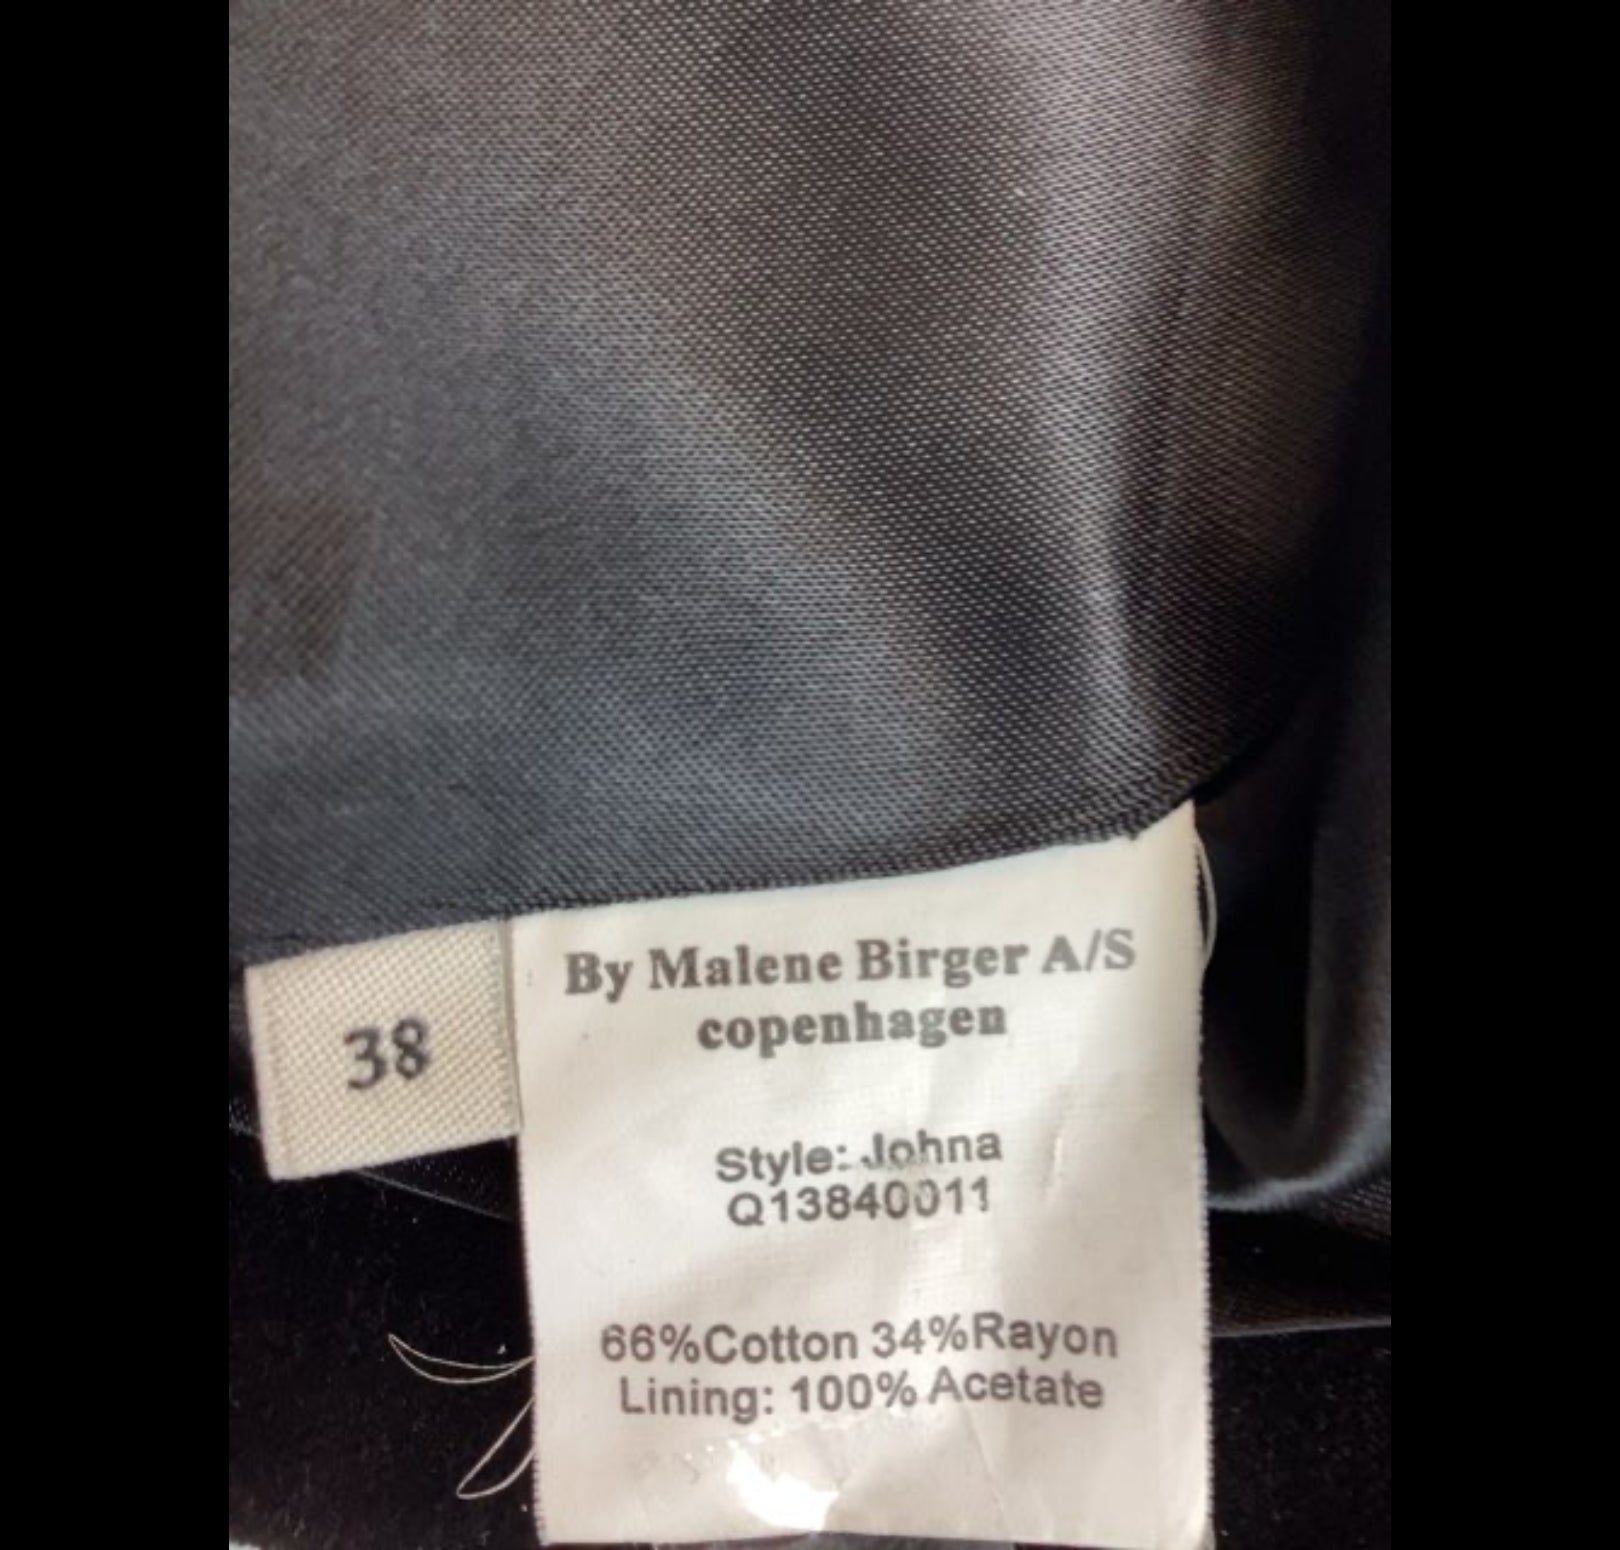 38
By Malene Birger A/S
copenhagen
Style: Johna
Q13840011
66%Cotton 34%Rayon
Lining: 100% Acetate